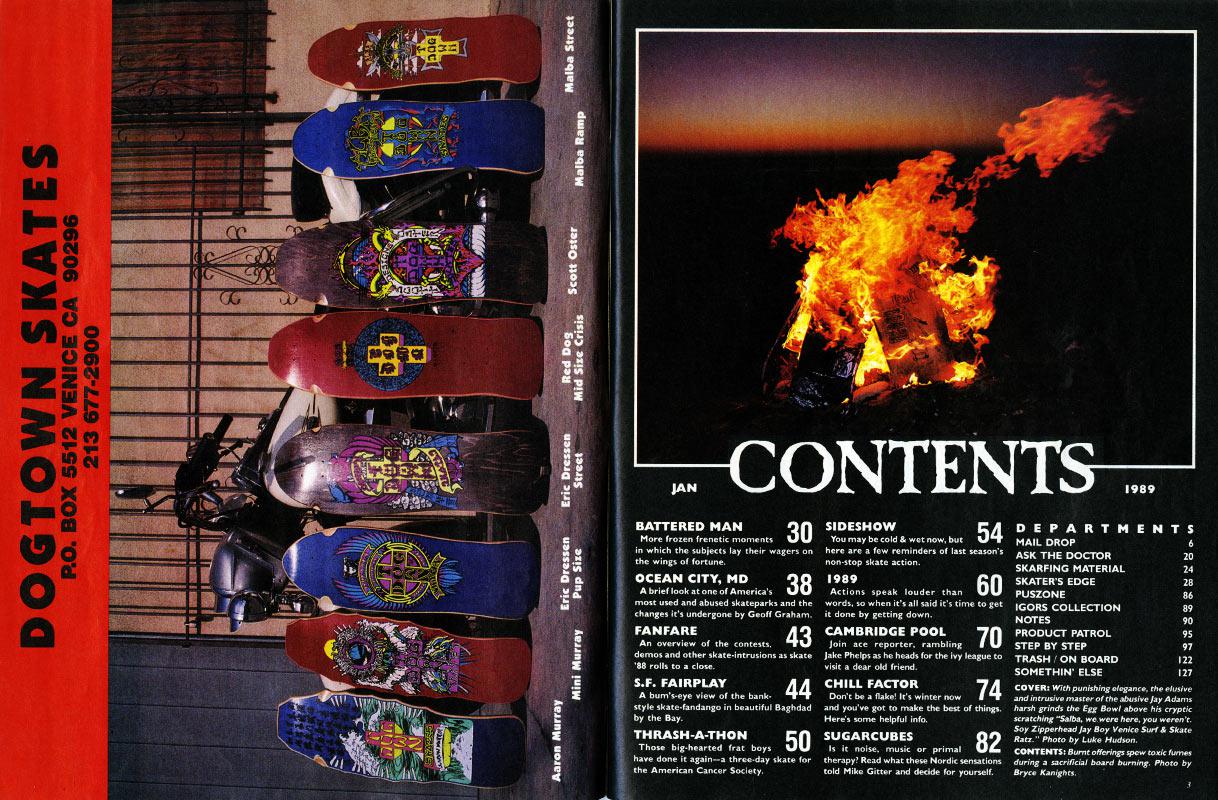 DOGTOWN SKATES
P.O. BOX 5512 VENICE CA 90296
213 677-2900
Aaron Murray
Mini Murray
Eric Dressen
Pup Size
Eric Dressen
Street
Red Dog
Mid Size Crisis
Scott Oster
Malba Ramp
Malba Street
CONTENTS
JAN
1989
BATTERED MAN 30
More frozen frenetic moments
in which the subjects lay their wagers on
the wings of fortune.
OCEAN CITY, MD 38
A brief look at one of America's
most used and abused skateparks and the
changes it's undergone by Geoff Graham.
FANFARE 43
An overview of the contests,
demos and other skate-intrusions as skate
'88 rolls to a close.
S.F. FAIRPLAY 44
A bum's-eye view of the bank-
style skate-fandango in beautiful Baghdad
by the Bay.
THRASH-A-THON 50
Those big-hearted frat boys
have done it again—a three-day skate for
the American Cancer Society.
SIDESHOW 54
You may be cold & wet now, but
here are a few reminders of last season's
non-stop skate action.
1989 60
Actions speak louder than
words, so when it's all said it's time to get
it done by getting down.
CAMBRIDGE POOL 70
Join ace reporter, rambling
Jake Phelps as he heads for the ivy league to
visit a dear old friend.
CHILL FACTOR 74
Don't be a flake! It's winter now
and you've got to make the best of things.
Here's some helpful info.
SUGARCUBES 82
Is it noise, music or primal
therapy? Read what these Nordic sensations
told Mike Gitter and decide for yourself.
DEPARTMENTS
MAIL DROP 6
ASK THE DOCTOR 20
SKARFING MATERIAL 24
SKATER'S EDGE 28
PUSZONE 86
IGORS COLLECTION 89
NOTES 90
PRODUCT PATROL 95
STEP BY STEP 97
TRASH / ON BOARD 122
SOMETHIN' ELSE 127
COVER: With punishing elegance, the elusive
and intrusive master of the abusive Jay Adams
harsh grinds the Egg Bowl above his cryptic
scratching "Salba, we were here, you weren't.
Soy Zipperhead Jay Boy Venice Surf & Skate
Ratz." Photo by Luke Hudson.
CONTENTS: Burnt offerings spew toxic fumes
during a sacrificial board burning. Photo by
Bryce Knights.
3